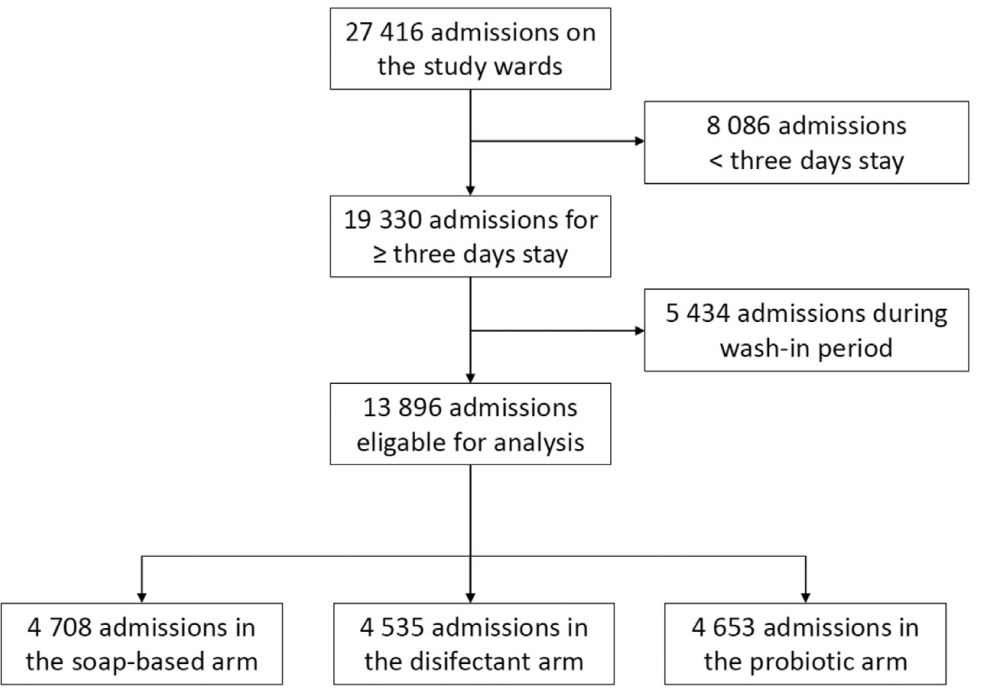 27 416 admissions on
the study wards
8 086 admissions
< three days stay
19 330 admissions for
≥ three days stay
5 434 admissions during
wash-in period
13 896 admissions
eligable for analysis
4 708 admissions in
the soap-based arm
4 535 admissions in
the disifectant arm
4 653 admissions in
the probiotic arm